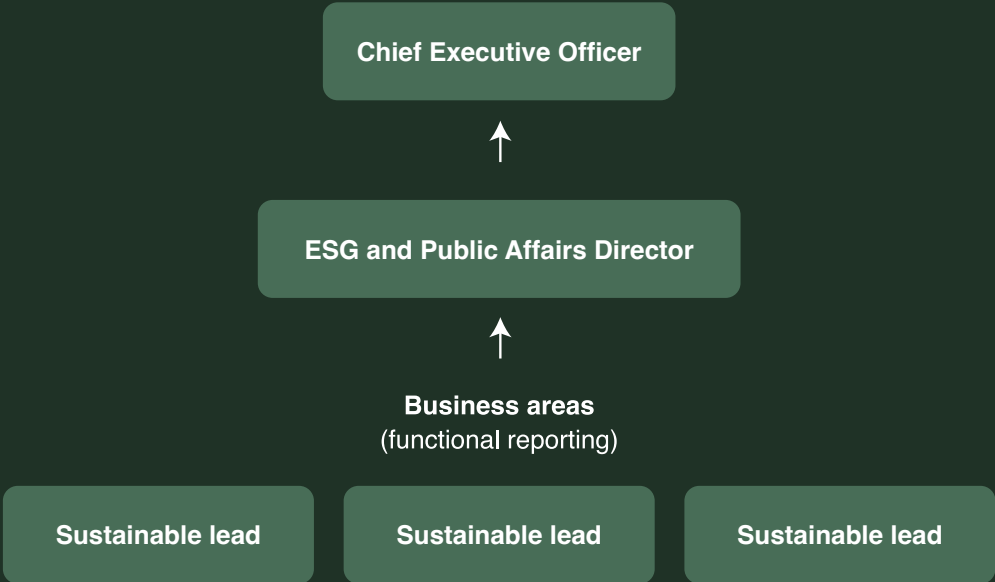 Chief Executive Officer
ESG and Public Affairs Director
Business areas
(functional reporting)
Sustainable lead
Sustainable lead
Sustainable lead